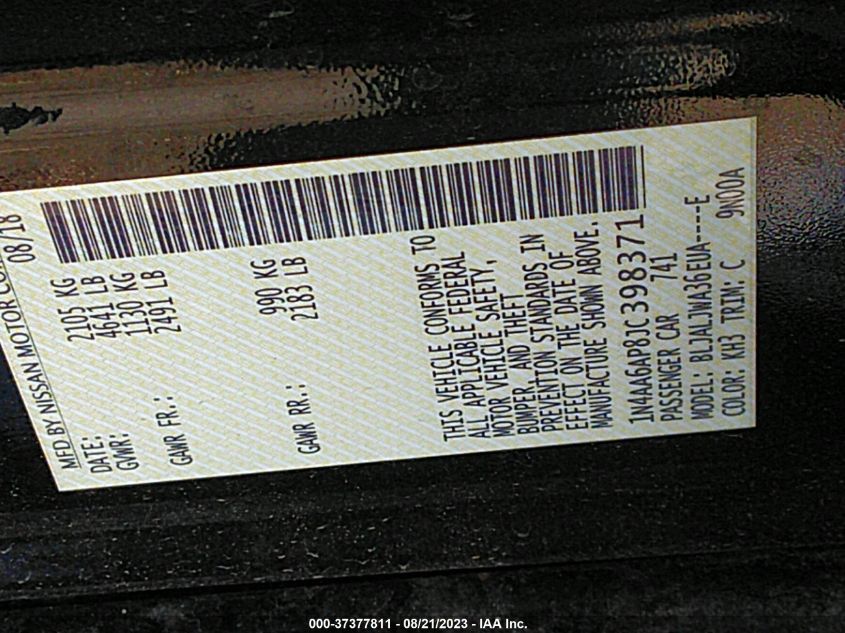 MFD BY NISSAN MOTOR CO.
DATE: 08/18
GVWR: 2105 KG
4641 LB
GAWR FR.: 1130 KG
2491 LB
GAWR RR.: 990 KG
2183 LB
THIS VEHICLE CONFORMS TO
ALL APPLICABLE FEDERAL
MOTOR VEHICLE SAFETY,
BUMPER, AND THEFT
PREVENTION STANDARDS IN
EFFECT ON THE DATE OF
MANUFACTURE SHOWN ABOVE.
1N4AA6AP8JC398371
PASSENGER CAR 741
MODEL: BLJALJWA36EUA----E
COLOR: KH3 TRIM: C 9N00A
000-37377811 - 08/21/2023 - IAA Inc.